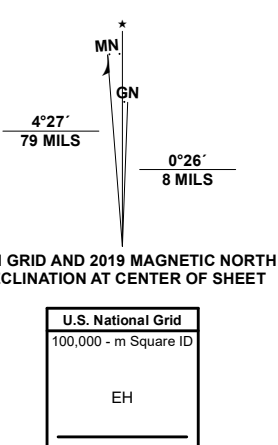 ★
MN
GN
4°27´
79 MILS
0°26´
8 MILS
GRID AND 2019 MAGNETIC NORTH
CLINATION AT CENTER OF SHEET
U.S. National Grid
100,000 - m Square ID
EH